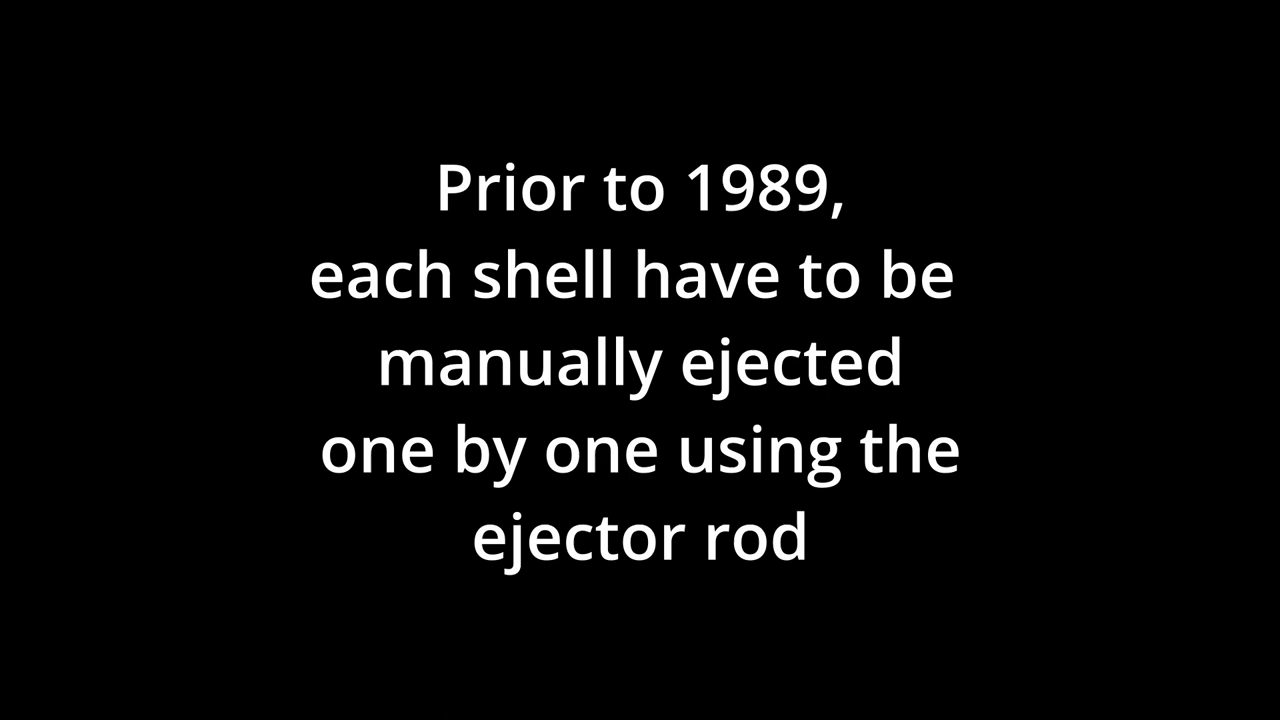 Prior to 1989,
each shell have to be
manually ejected
one by one using the
ejector rod